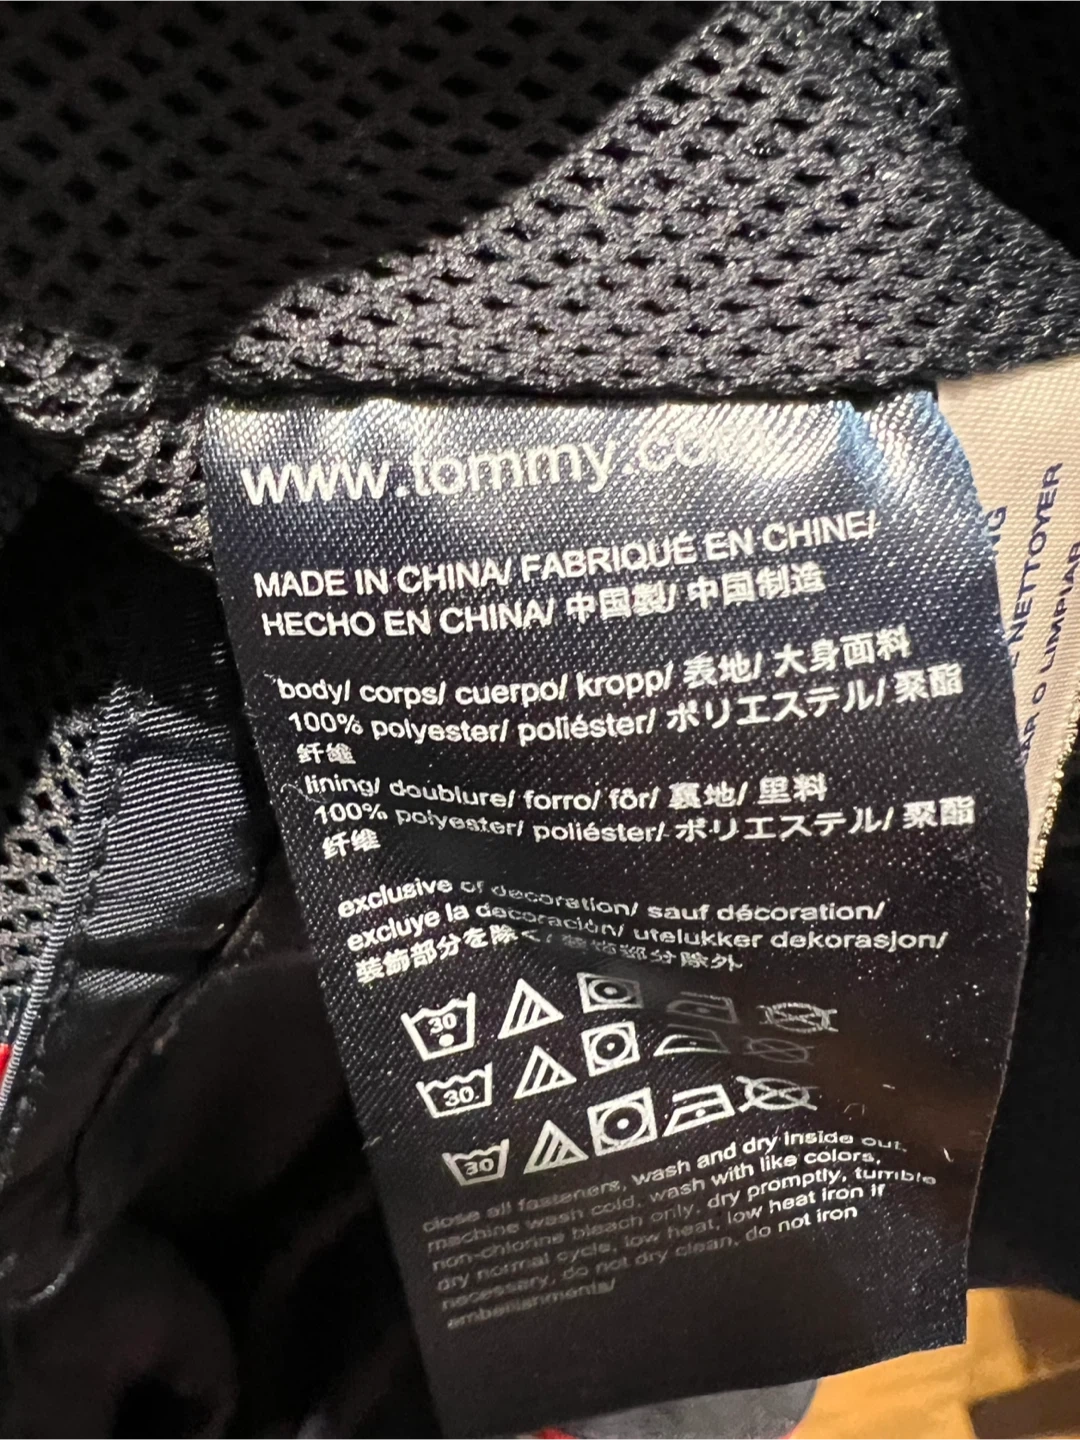 www.tommy.com
MADE IN CHINA/ FABRIQUÉ EN CHINE/
HECHO EN CHINA/ 中国製/ 中国制造
body/ corps/ cuerpo/ kropp/ 表地/ 大身面料
100% polyester/ poliéster/ ポリエステル/ 聚酯
纤维
lining/ doublure/ forro/ fôr/ 裏地/ 里料
100% polyester/ poliéster/ ポリエステル/ 聚酯
纤维
exclusive of decoration/ sauf décoration/
excluye la decoración/ utelukker dekorasjon/
装飾部分を除く/ 装饰部分除外
30
30
30
close all fasteners, wash and dry inside out,
machine wash cold, wash with like colors,
non-chlorine bleach only, dry promptly, tumble
dry normal cycle, low heat, low heat iron if
necessary, do not dry clean, do not iron
embellishments/
NETTOYER
O LIMPIAR